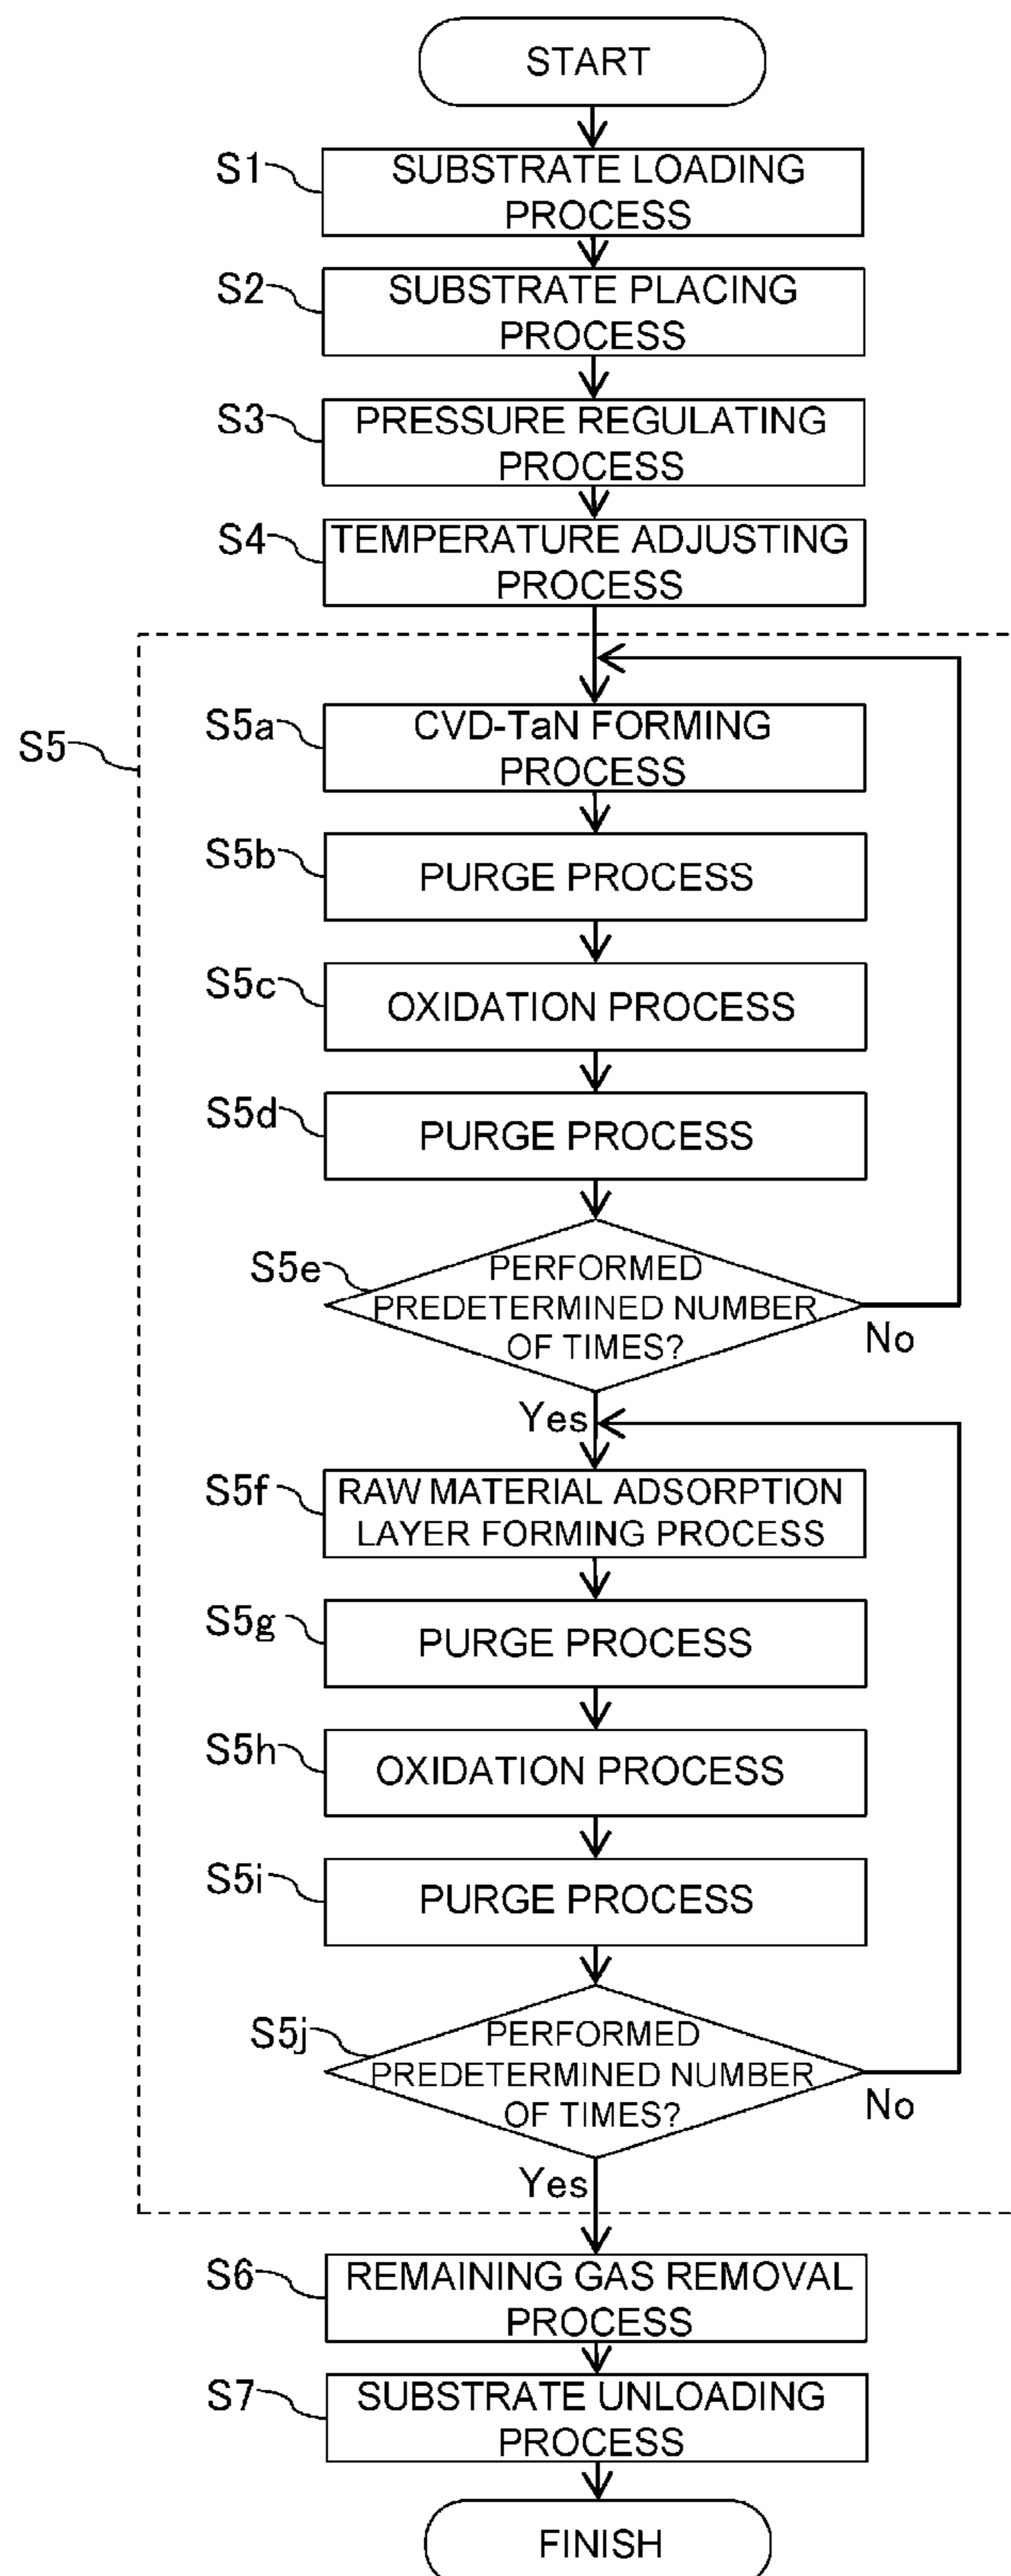 START
S1
SUBSTRATE LOADING
PROCESS
S2
SUBSTRATE PLACING
PROCESS
S3
PRESSURE REGULATING
PROCESS
S4
TEMPERATURE ADJUSTING
PROCESS
S5
S5a
CVD-TaN FORMING
PROCESS
S5b
PURGE PROCESS
S5c
OXIDATION PROCESS
S5d
PURGE PROCESS
S5e
PERFORMED
PREDETERMINED NUMBER
OF TIMES?
No
Yes
S5f
RAW MATERIAL ADSORPTION
LAYER FORMING PROCESS
S5g
PURGE PROCESS
S5h
OXIDATION PROCESS
S5i
PURGE PROCESS
S5j
PERFORMED
PREDETERMINED NUMBER
OF TIMES?
No
Yes
S6
REMAINING GAS REMOVAL
PROCESS
S7
SUBSTRATE UNLOADING
PROCESS
FINISH